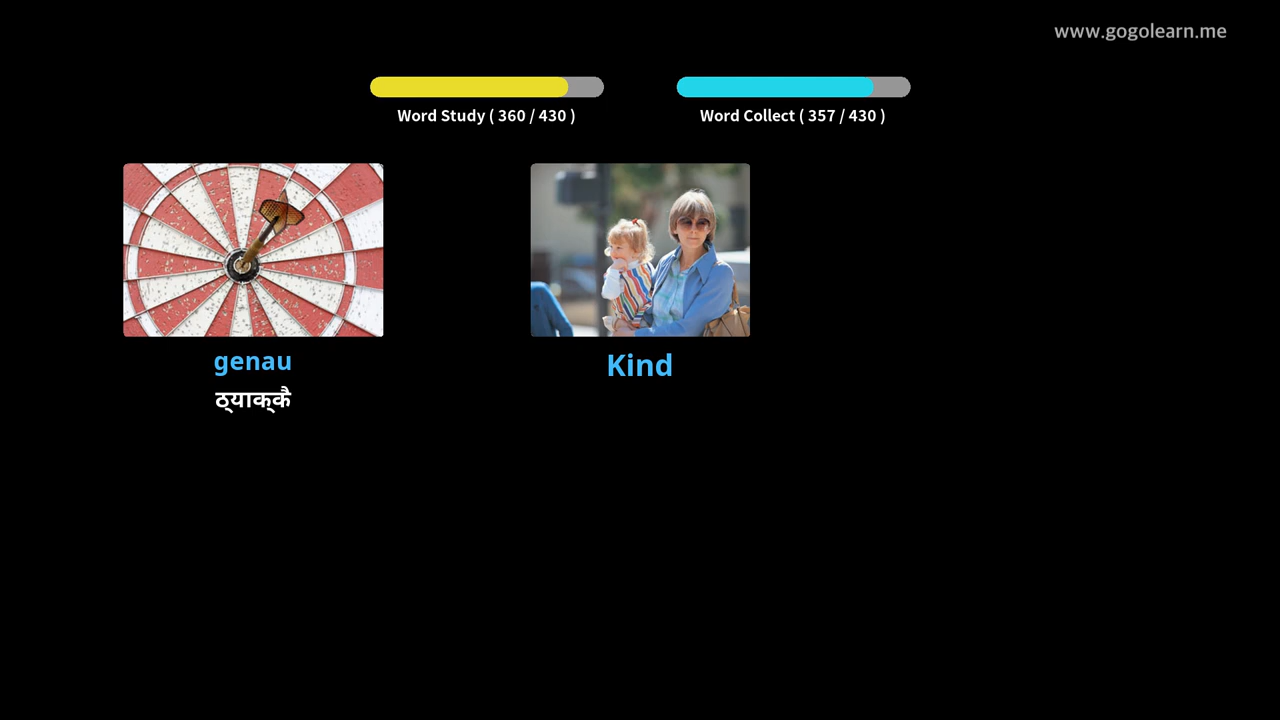 www.gogolearn.me
Word Study ( 360 / 430 )
Word Collect ( 357 / 430 )
genau
ठ्याक्कै
Kind